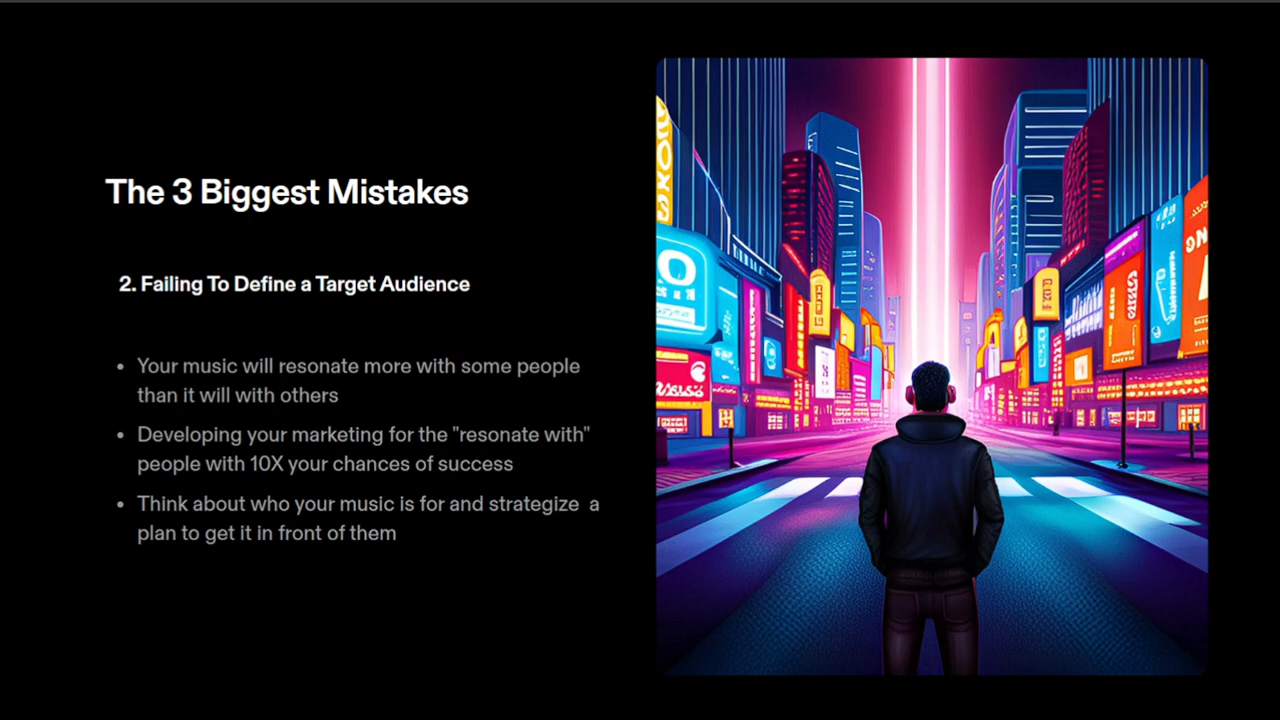 The 3 Biggest Mistakes
2. Failing To Define a Target Audience
• Your music will resonate more with some people
than it will with others
• Developing your marketing for the "resonate with"
people with 10X your chances of success
• Think about who your music is for and strategize  a
plan to get it in front of them